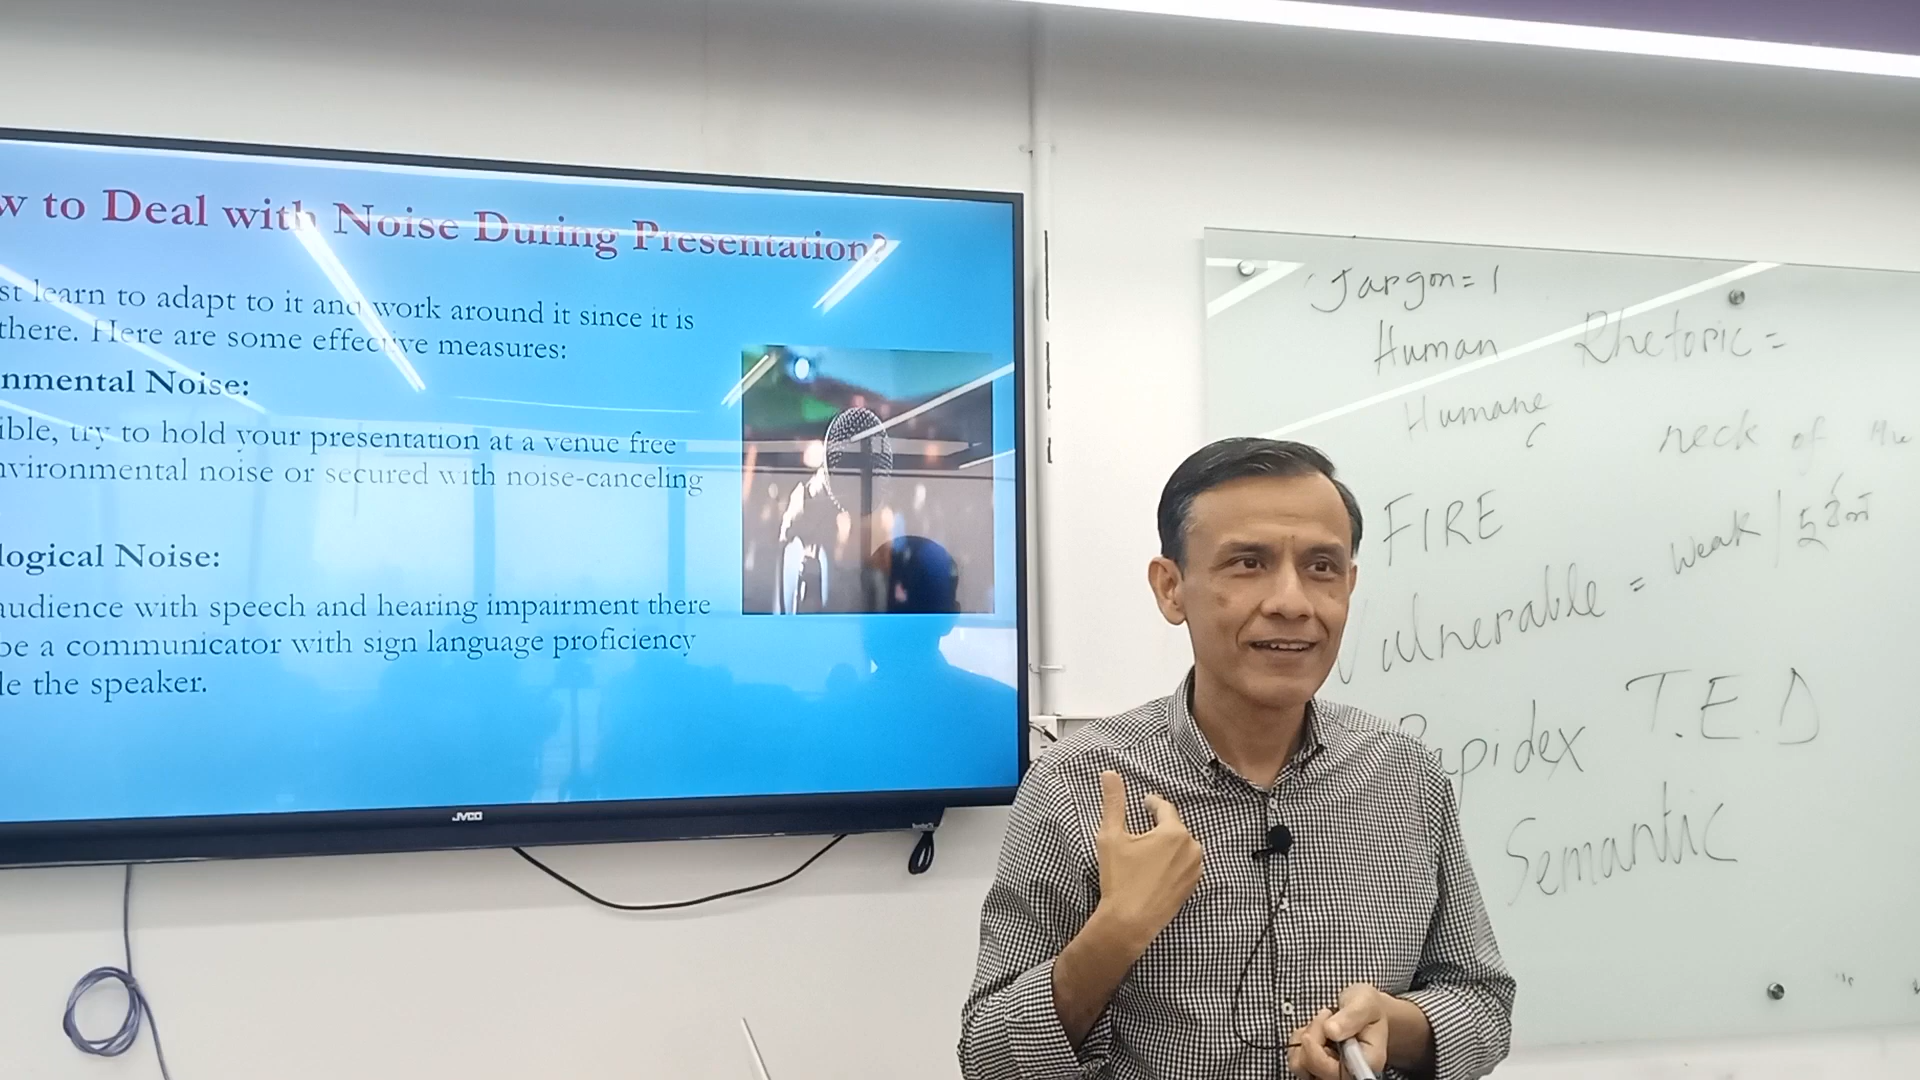 w to Deal with Noise During Presentation?
st learn to adapt to it and work around it since it is
there. Here are some effective measures:
nmental Noise:
ible, try to hold your presentation at a venue free
nvironmental noise or secured with noise-canceling
logical Noise:
audience with speech and hearing impairment there
be a communicator with sign language proficiency
le the speaker.
JVCO
Jargon = 1
Human Rhetoric =
Humane
neck of the
FIRE
Vulnerable = weak /
Rapidex T.E.D
Semantic